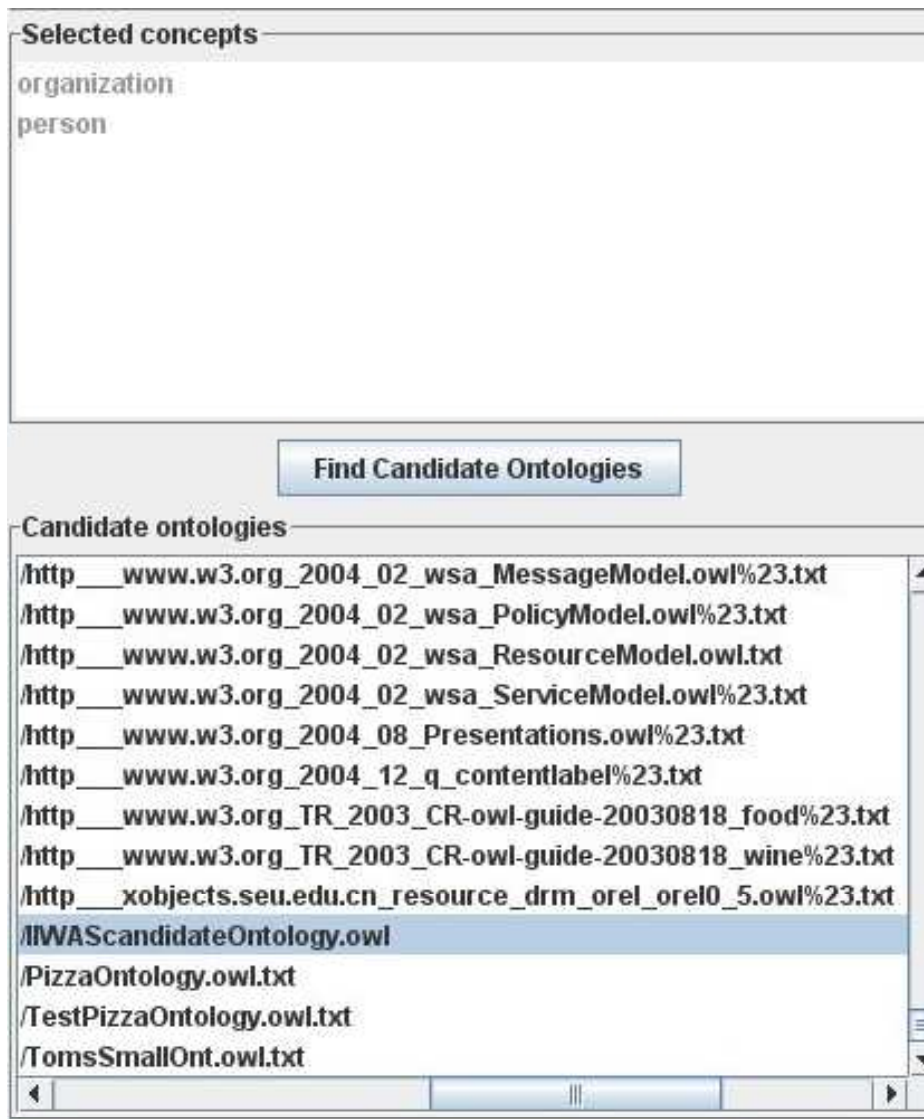 Selected concepts
organization
person
Find Candidate Ontologies
Candidate ontologies
/http___www.w3.org_2004_02_wsa_MessageModel.owl%23.txt
/http___www.w3.org_2004_02_wsa_PolicyModel.owl%23.txt
/http___www.w3.org_2004_02_wsa_ResourceModel.owl.txt
/http___www.w3.org_2004_02_wsa_ServiceModel.owl%23.txt
/http___www.w3.org_2004_08_Presentations.owl%23.txt
/http___www.w3.org_2004_12_q_contentlabel%23.txt
/http___www.w3.org_TR_2003_CR-owl-guide-20030818_food%23.txt
/http___www.w3.org_TR_2003_CR-owl-guide-20030818_wine%23.txt
/http___xobjects.seu.edu.cn_resource_drm_orel_orel0_5.owl%23.txt
/IIWAScandidateOntology.owl
/PizzaOntology.owl.txt
/TestPizzaOntology.owl.txt
/TomsSmallOnt.owl.txt